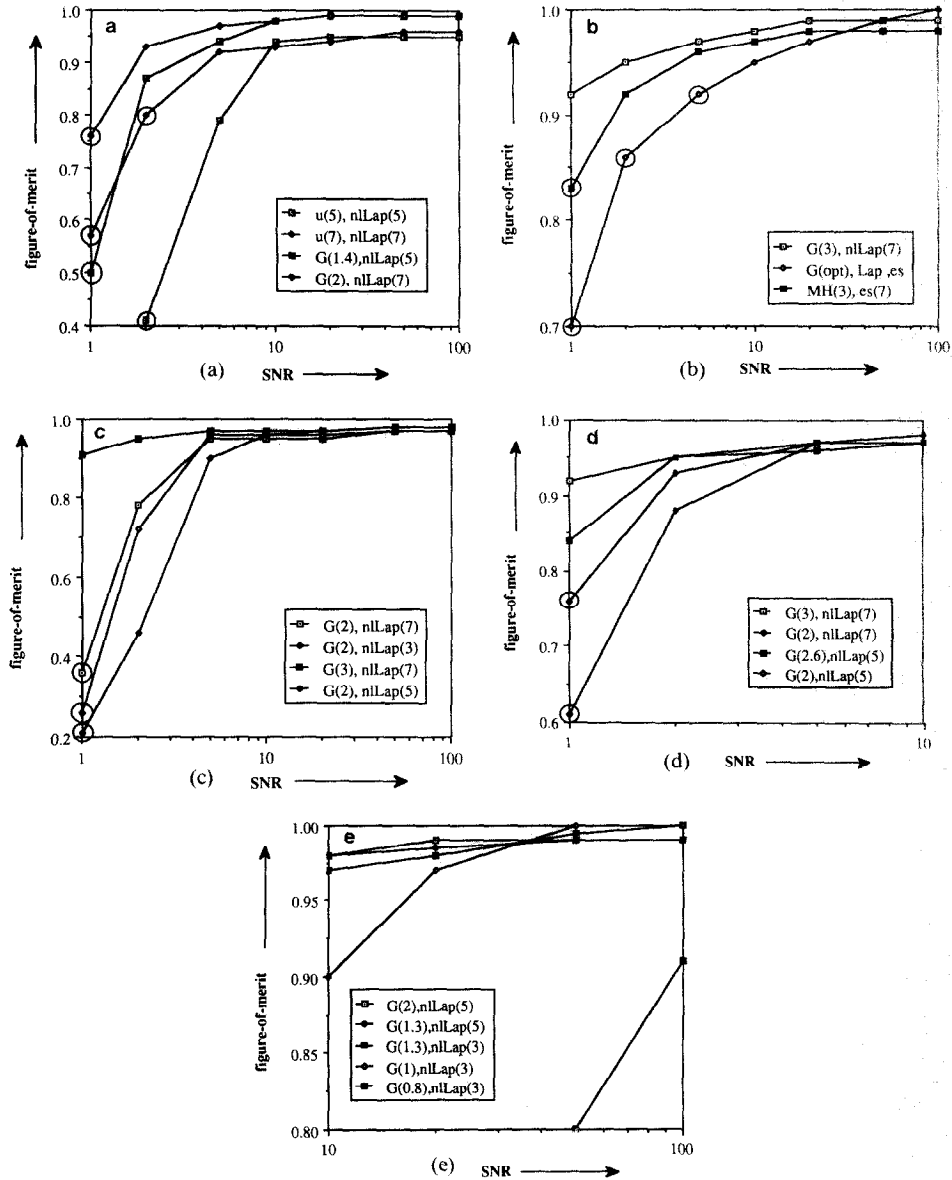 a
figure-of-merit
1.0
0.9
0.8
0.7
0.6
0.5
0.4
u(5), nlLap(5)
u(7), nlLap(7)
G(1.4),nlLap(5)
G(2), nlLap(7)
1
10
100
(a)
SNR
b
figure-of-merit
1.0
0.9
0.8
0.7
G(3), nlLap(7)
G(opt), Lap ,es
MH(3), es(7)
1
10
100
(b)
SNR
c
figure-of-merit
1.0
0.8
0.6
0.4
0.2
G(2), nlLap(7)
G(2), nlLap(3)
G(3), nlLap(7)
G(2), nlLap(5)
1
10
100
(c)
SNR
d
figure-of-merit
1.0
0.9
0.8
0.7
0.6
G(3), nlLap(7)
G(2), nlLap(7)
G(2.6),nlLap(5)
G(2),nlLap(5)
1
10
(d)
SNR
e
figure-of-merit
1.00
0.95
0.90
0.85
0.80
G(2),nlLap(5)
G(1.3),nlLap(5)
G(1.3),nlLap(3)
G(1),nlLap(3)
G(0.8),nlLap(3)
10
100
(e)
SNR